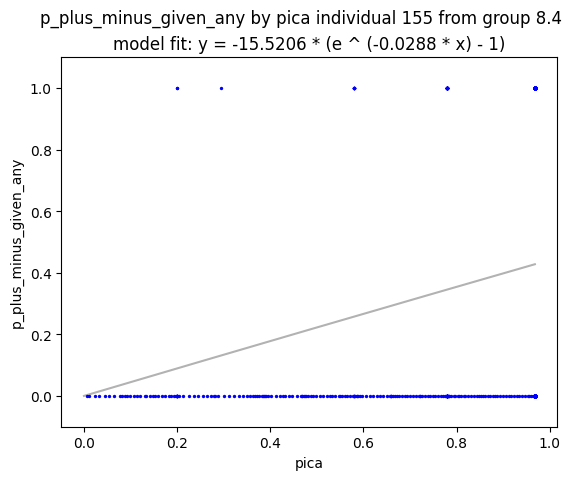 p_plus_minus_given_any by pica individual 155 from group 8.4
model fit: y = -15.5206 * (e ^ (-0.0288 * x) - 1)
1.0
0.8
0.6
0.4
0.2
0.0
p_plus_minus_given_any
0.0 0.2 0.4 0.6 0.8 1.0
pica